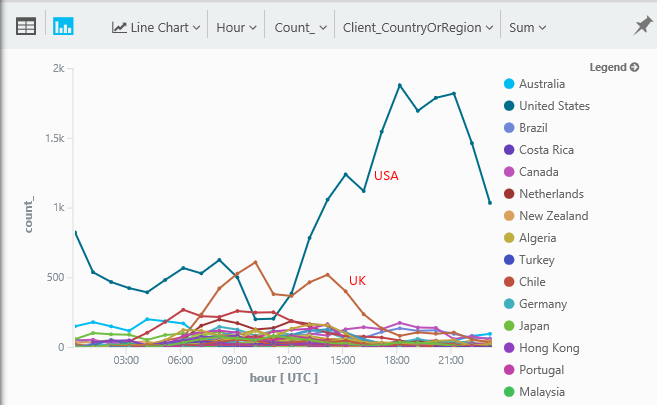 Line Chart Hour Count_ Client_CountryOrRegion Sum
Legend
2k
1.5k
1k
500
0
count_
USA
UK
03:00 06:00 09:00 12:00 15:00 18:00 21:00
hour [ UTC ]
Australia
United States
Brazil
Costa Rica
Canada
Netherlands
New Zealand
Algeria
Turkey
Chile
Germany
Japan
Hong Kong
Portugal
Malaysia